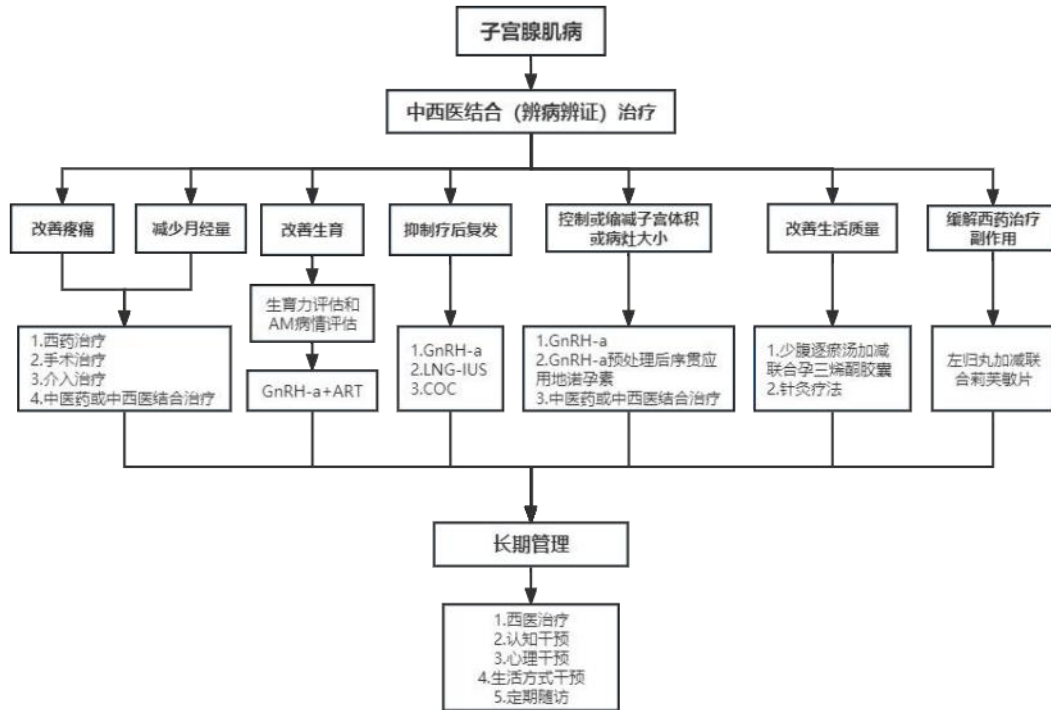 子宫腺肌病
中西医结合（辨病辨证）治疗
改善疼痛
减少月经量
改善生育
抑制疗后复发
控制或缩减子宫体积
或病灶大小
改善生活质量
缓解西药治疗
副作用
生育力评估和
AM病情评估
1.西药治疗
2.手术治疗
3.介入治疗
4.中医药或中西医结合治疗
GnRH-a+ART
1.GnRH-a
2.LNG-IUS
3.COC
1.GnRH-a
2.GnRH-a预处理后序贯应
用地诺孕素
3.中医药或中西医结合治疗
1.少腹逐瘀汤加减
联合孕三烯酮胶囊
2.针灸疗法
左归丸加减联
合莉芙敏片
长期管理
1.西医治疗
2.认知干预
3.心理干预
4.生活方式干预
5.定期随访